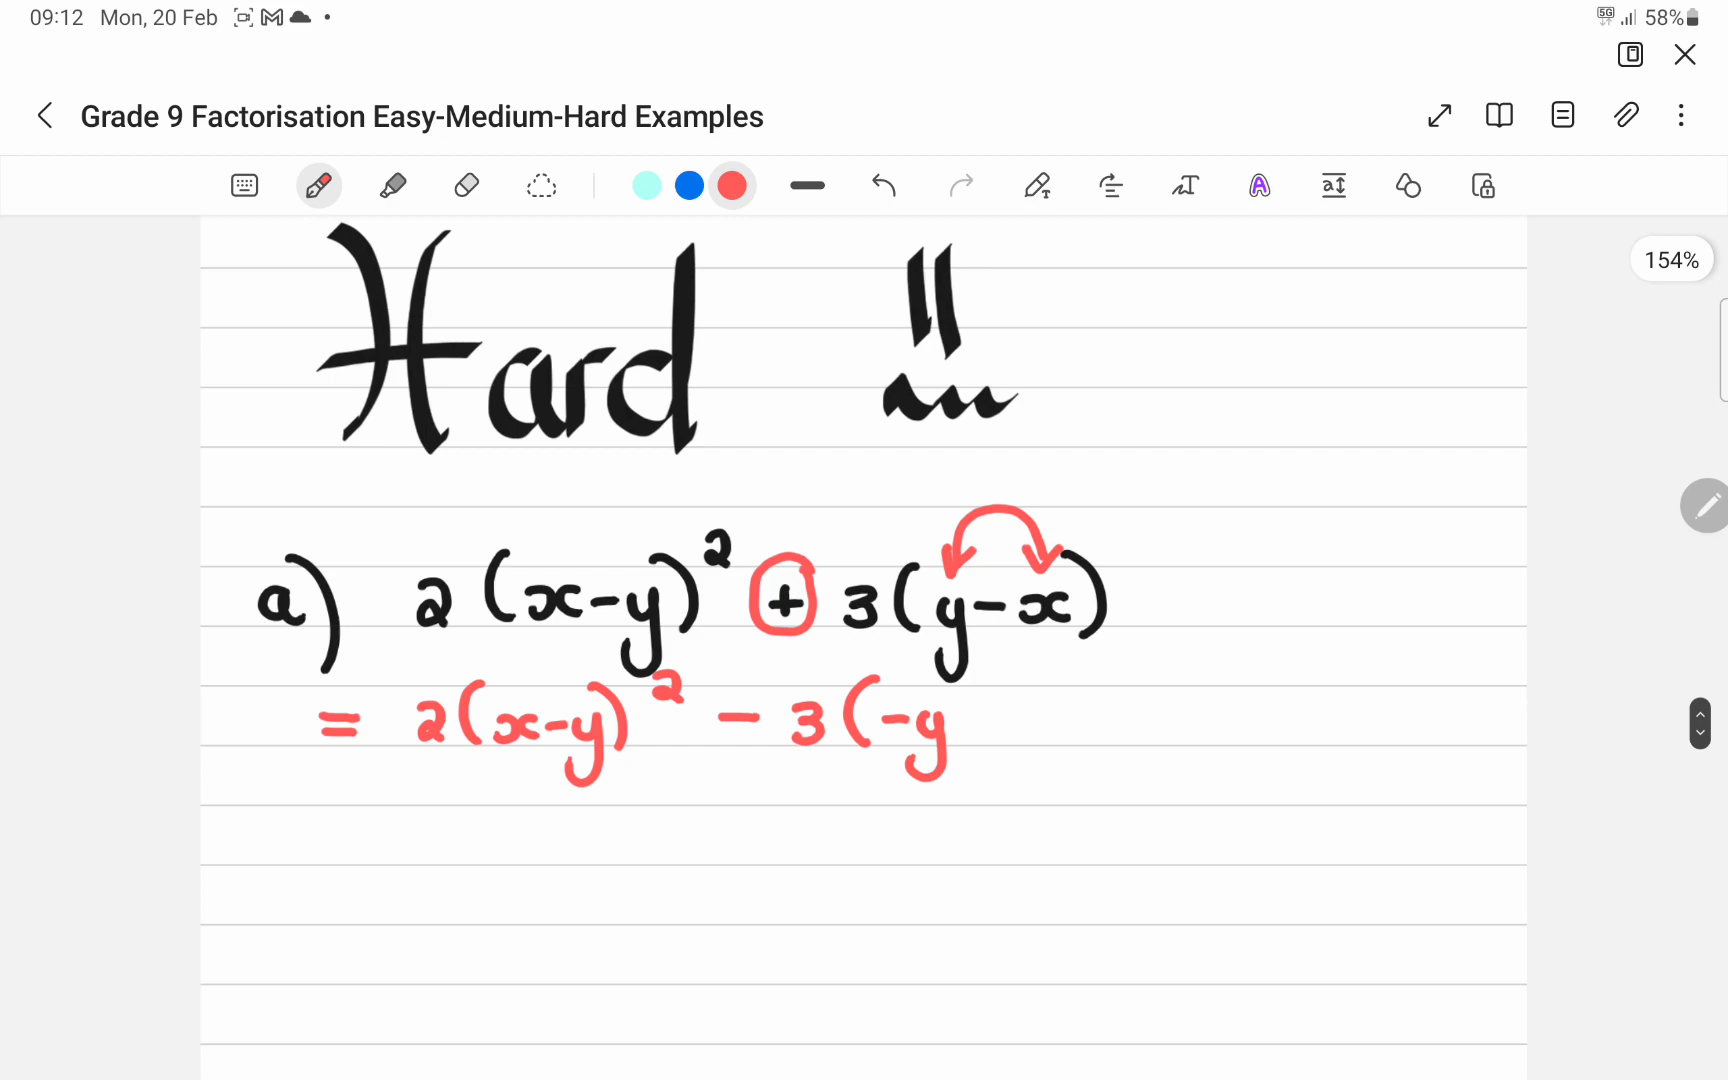 09:12 Mon, 20 Feb 5G 58%
Grade 9 Factorisation Easy-Medium-Hard Examples
154%
Hard !!
a) 2(x-y)² + 3(y-x)
= 2(x-y)² - 3(-y